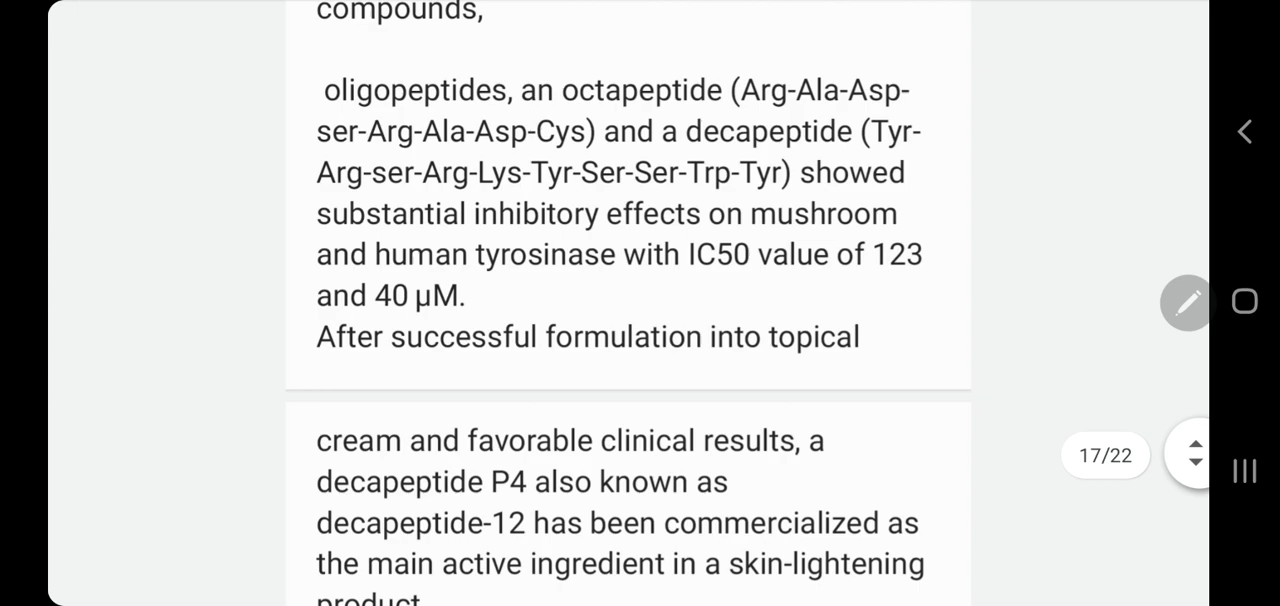 compounds,
oligopeptides, an octapeptide (Arg-Ala-Asp-
ser-Arg-Ala-Asp-Cys) and a decapeptide (Tyr-
Arg-ser-Arg-Lys-Tyr-Ser-Ser-Trp-Tyr) showed
substantial inhibitory effects on mushroom
and human tyrosinase with IC50 value of 123
and 40 μM.
After successful formulation into topical
cream and favorable clinical results, a
decapeptide P4 also known as
decapeptide-12 has been commercialized as
the main active ingredient in a skin-lightening
product
17/22